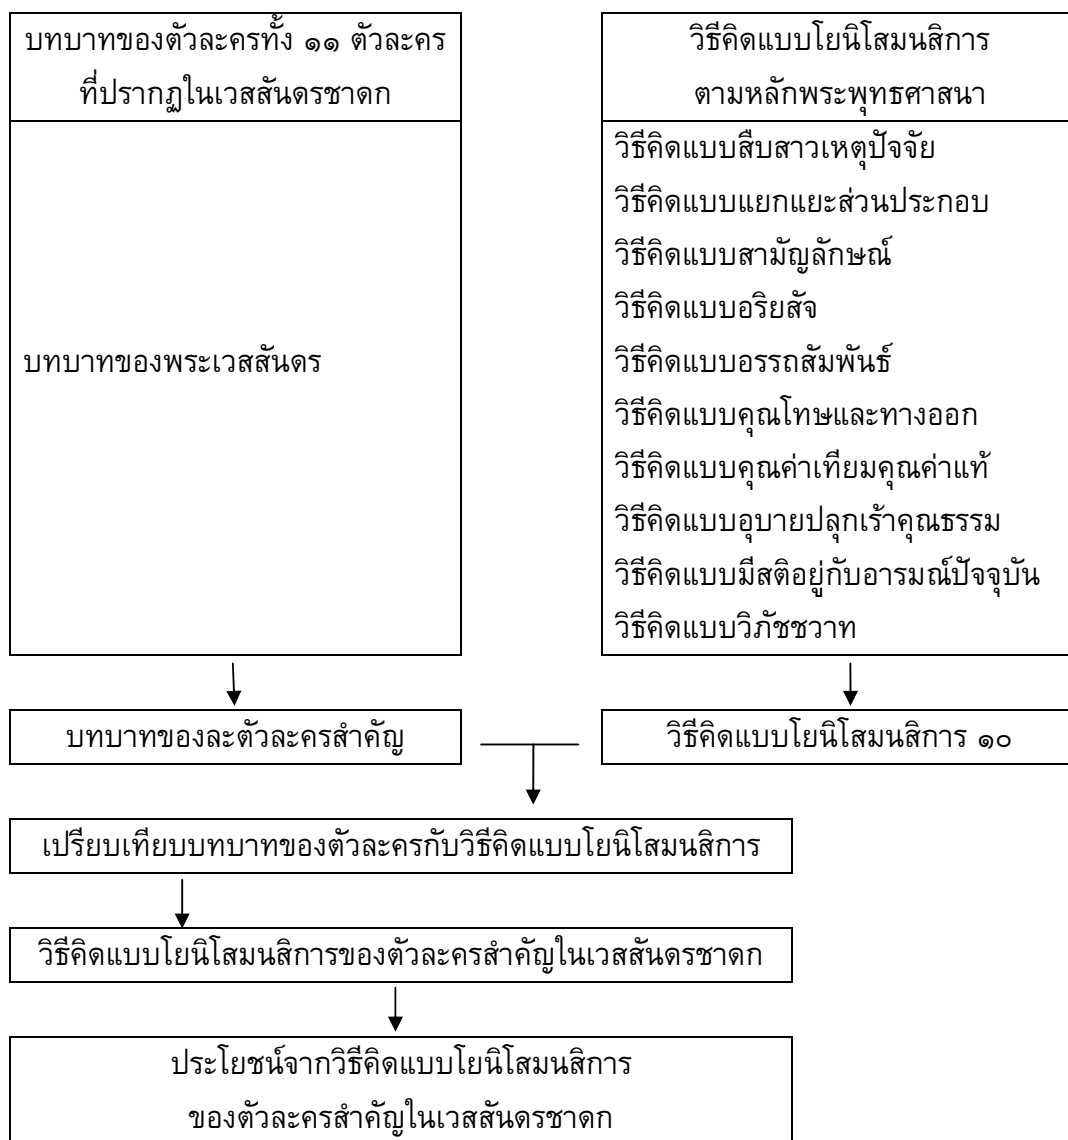 บทบาทของตัวละครทั้ง ๑๑ ตัวละคร
ที่ปรากฏในเวสสันดรชาดก
บทบาทของพระเวสสันดร
วิธีคิดแบบโยนิโสมนสิการ
ตามหลักพระพุทธศาสนา
วิธีคิดแบบสืบสาวเหตุปัจจัย
วิธีคิดแบบแยกแยะส่วนประกอบ
วิธีคิดแบบสามัญลักษณ์
วิธีคิดแบบอริยสัจ
วิธีคิดแบบอรรถสัมพันธ์
วิธีคิดแบบคุณโทษและทางออก
วิธีคิดแบบคุณค่าเทียมคุณค่าแท้
วิธีคิดแบบอุบายปลุกเร้าคุณธรรม
วิธีคิดแบบมีสติอยู่กับอารมณ์ปัจจุบัน
วิธีคิดแบบวิภัชชวาท
บทบาทของละตัวละครสำคัญ
วิธีคิดแบบโยนิโสมนสิการ ๑๐
เปรียบเทียบบทบาทของตัวละครกับวิธีคิดแบบโยนิโสมนสิการ
วิธีคิดแบบโยนิโสมนสิการของตัวละครสำคัญในเวสสันดรชาดก
ประโยชน์จากวิธีคิดแบบโยนิโสมนสิการ
ของตัวละครสำคัญในเวสสันดรชาดก